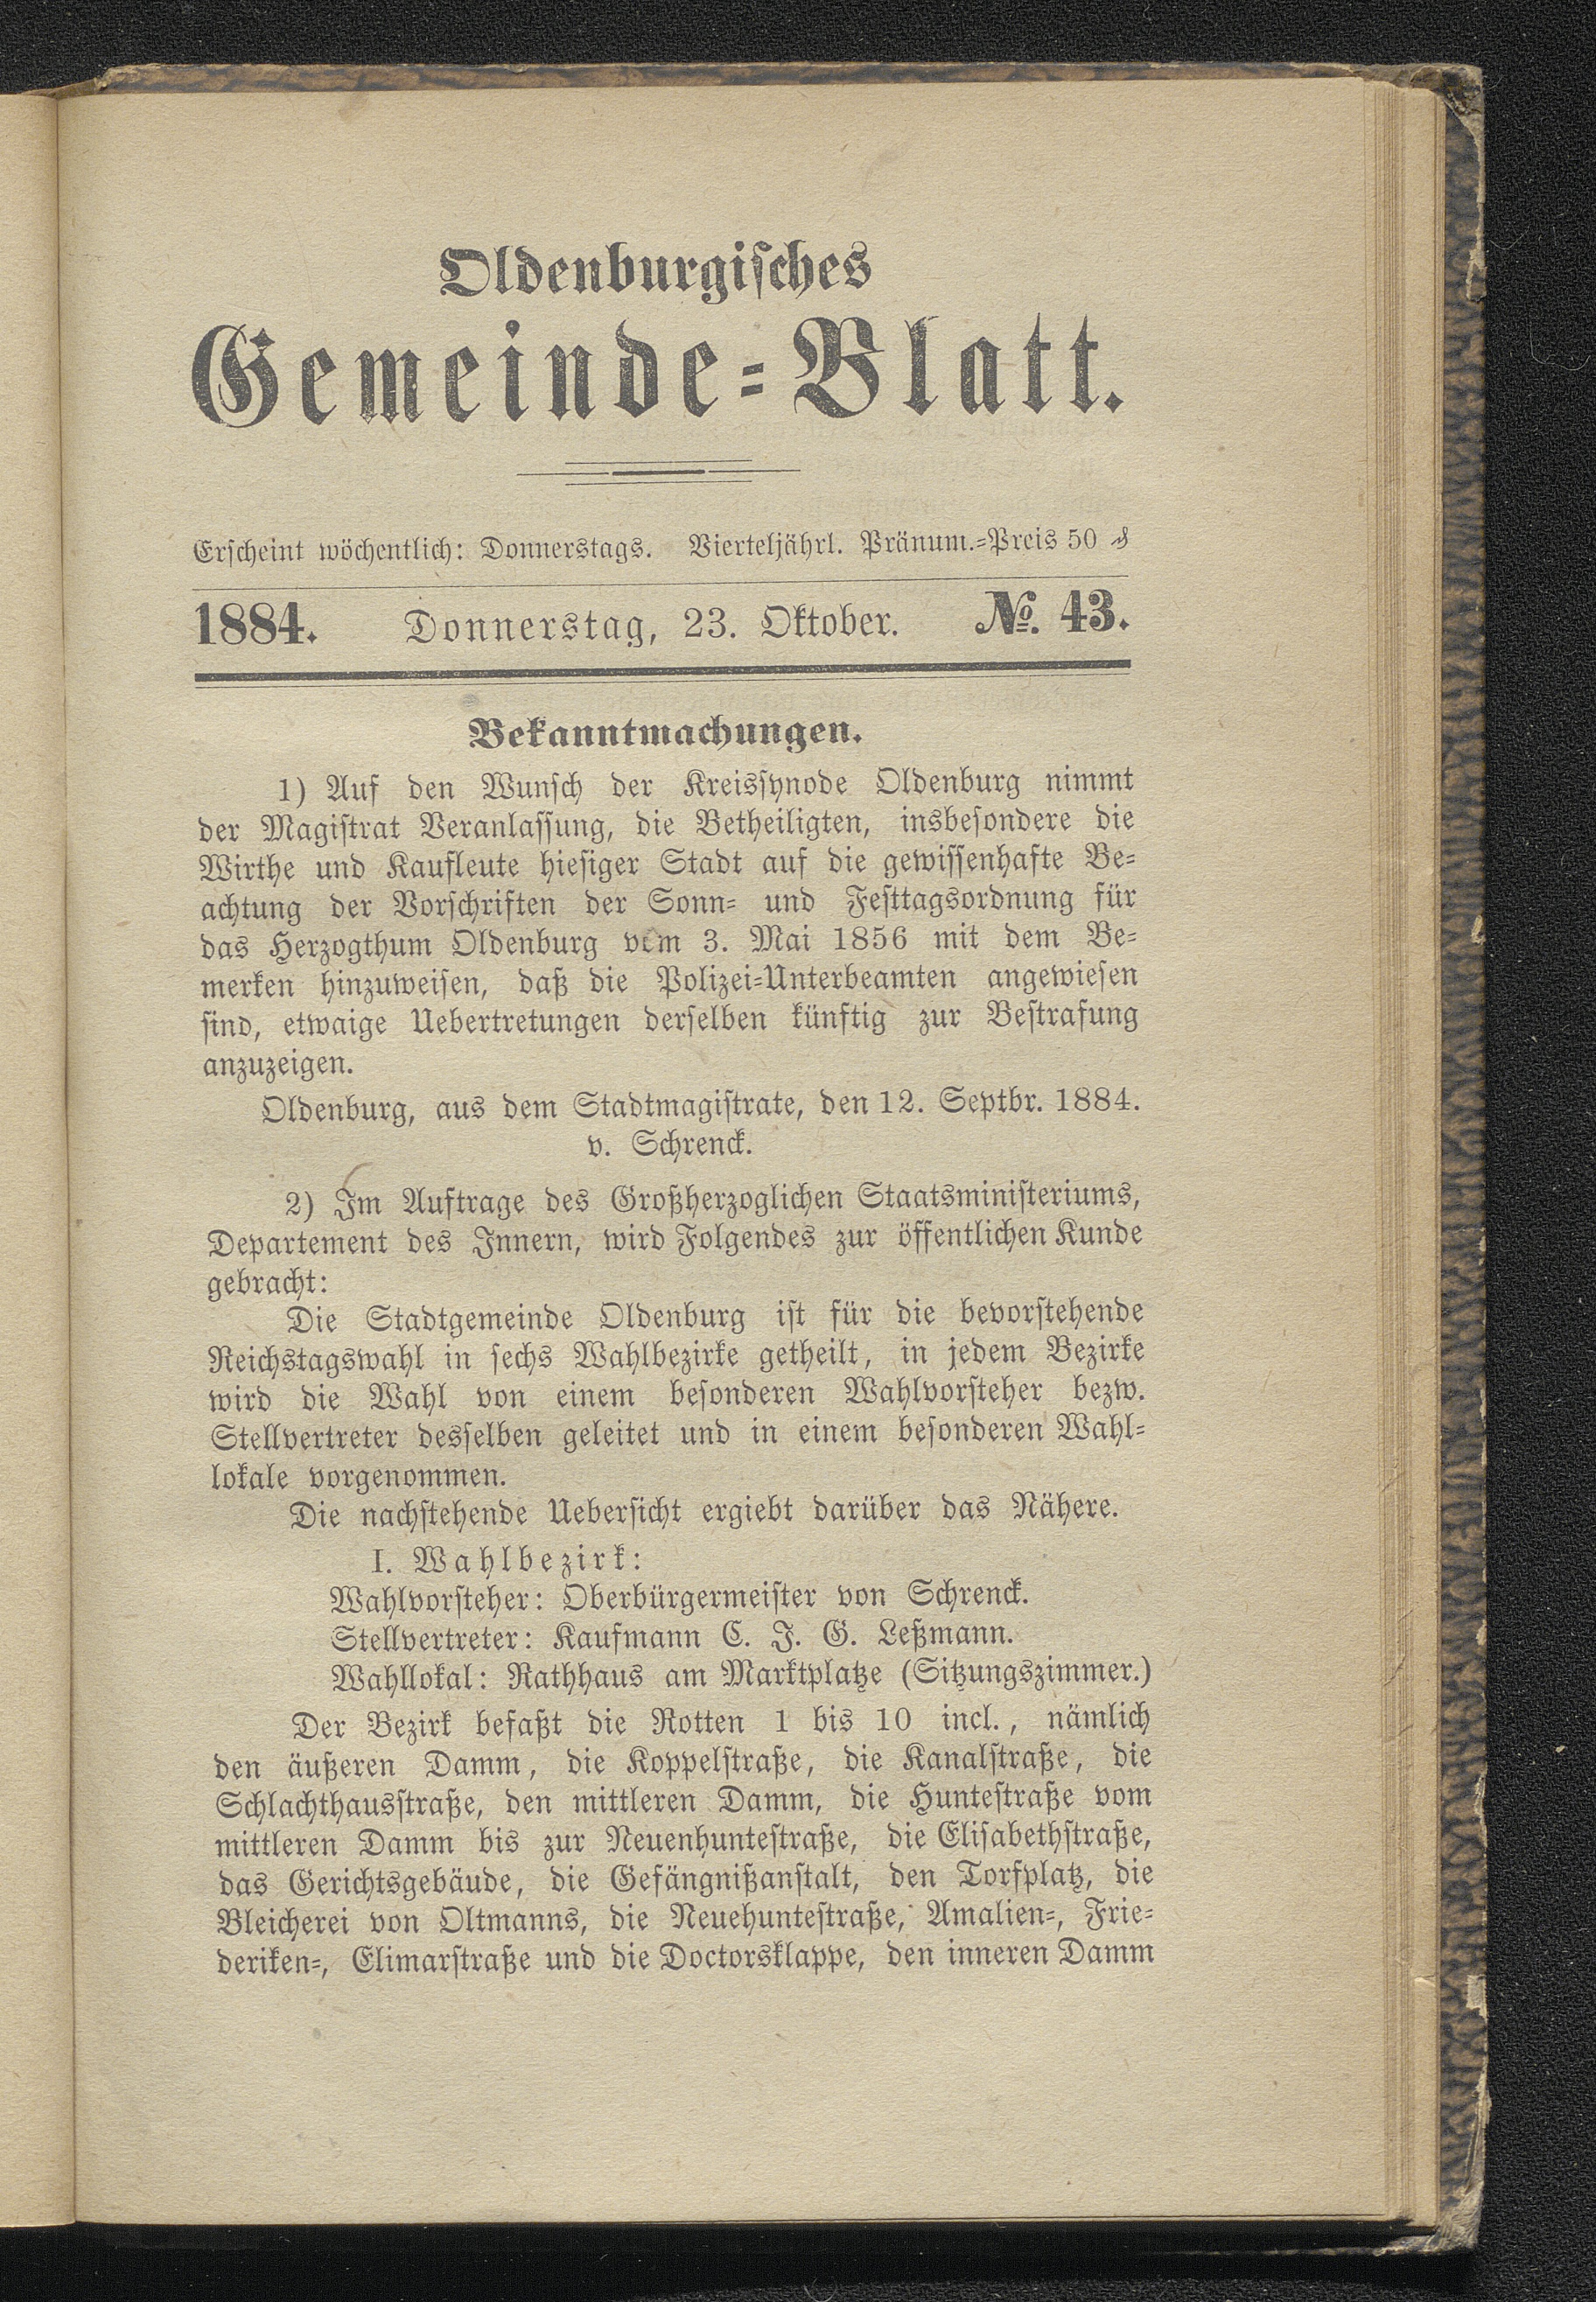 Oldenburgisches
Gemeinde-Blatt.
Erscheint wöchentlich: Donnerstags. Vierteljährl. Pränum.-Preis 50 ₰
1884. Donnerstag, 23. Oktober. №. 43.
Bekanntmachungen.
1) Auf den Wunsch der Kreissynode Oldenburg nimmt
der Magistrat Veranlassung, die Betheiligten, insbesondere die
Wirthe und Kaufleute hiesiger Stadt auf die gewissenhafte Be-
achtung der Vorschriften der Sonn- und Festtagsordnung für
das Herzogthum Oldenburg vom 3. Mai 1856 mit dem Be-
merken hinzuweisen, daß die Polizei-Unterbeamten angewiesen
sind, etwaige Uebertretungen derselben künftig zur Bestrafung
anzuzeigen.
Oldenburg, aus dem Stadtmagistrate, den 12. Septbr. 1884.
v. Schrenck.
2) Im Auftrage des Großherzoglichen Staatsministeriums,
Departement des Innern, wird Folgendes zur öffentlichen Kunde
gebracht:
Die Stadtgemeinde Oldenburg ist für die bevorstehende
Reichstagswahl in sechs Wahlbezirke getheilt, in jedem Bezirke
wird die Wahl von einem besonderen Wahlvorsteher bezw.
Stellvertreter desselben geleitet und in einem besonderen Wahl-
lokale vorgenommen.
Die nachstehende Uebersicht ergiebt darüber das Nähere.
I. Wahlbezirk:
Wahlvorsteher: Oberbürgermeister von Schrenck.
Stellvertreter: Kaufmann C. J. G. Leßmann.
Wahllokal: Rathhaus am Marktplatze (Sitzungszimmer.)
Der Bezirk befaßt die Rotten 1 bis 10 incl., nämlich
den äußeren Damm, die Koppelstraße, die Kanalstraße, die
Schlachthausstraße, den mittleren Damm, die Huntestraße vom
mittleren Damm bis zur Neuenhuntestraße, die Elisabethstraße,
das Gerichtsgebäude, die Gefängnißanstalt, den Torfplatz, die
Bleicherei von Oltmanns, die Neuehuntestraße, Amalien-, Frie-
deriken-, Elimarstraße und die Doctorsklappe, den inneren Damm